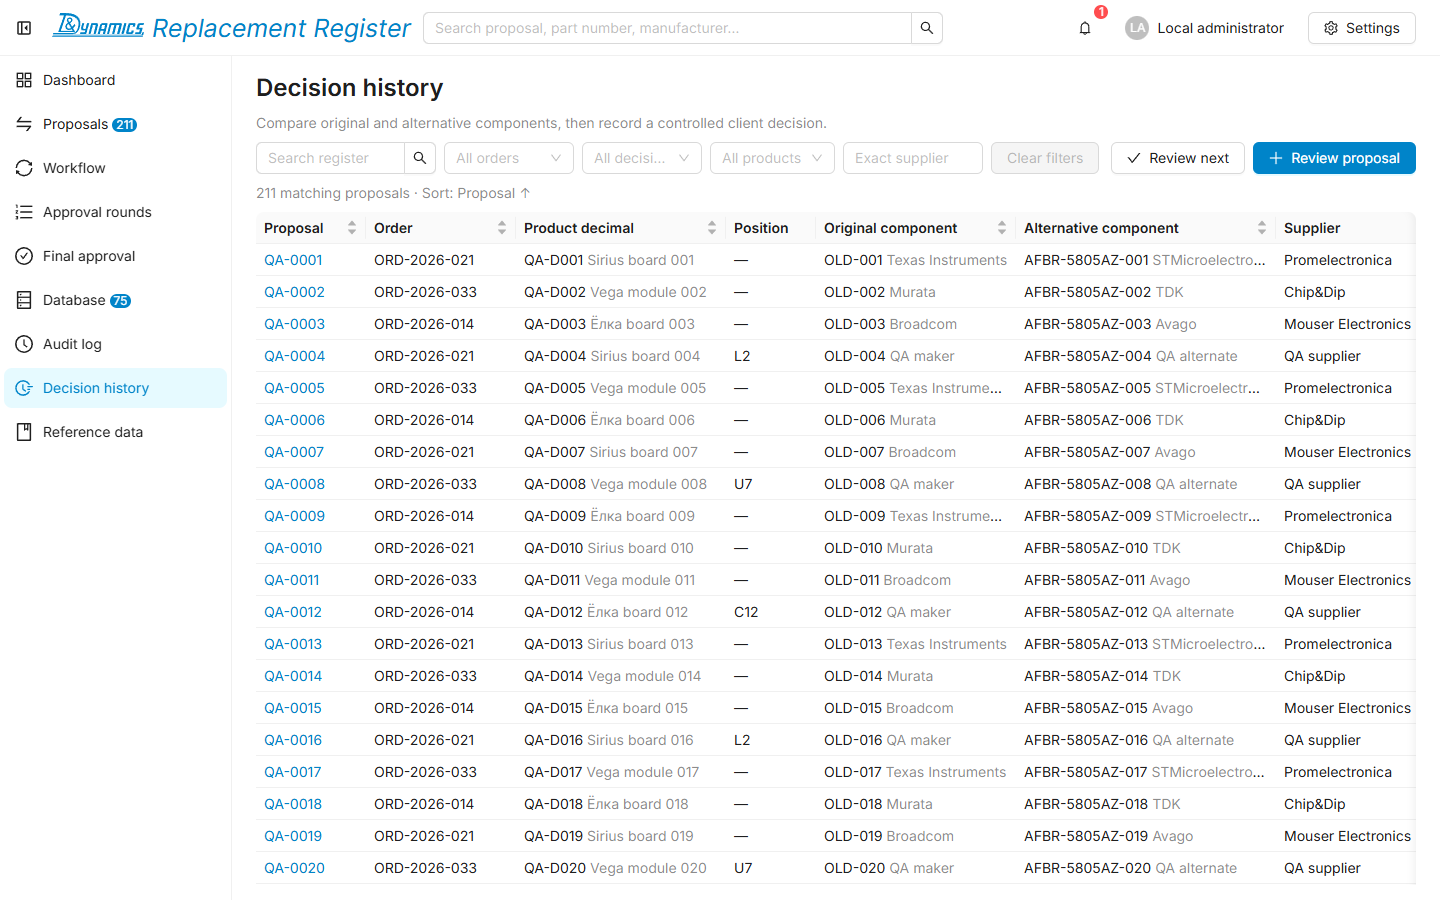 Dynamics Replacement Register Search proposal, part number, manufacturer... 1 LA Local administrator Settings
Dashboard
Proposals 211
Workflow
Approval rounds
Final approval
Database 75
Audit log
Decision history
Reference data
Decision history
Compare original and alternative components, then record a controlled client decision.
Search register All orders All decisi... All products Exact supplier Clear filters Review next Review proposal
211 matching proposals · Sort: Proposal ↑
Proposal Order Product decimal Position Original component Alternative component Supplier
QA-0001 ORD-2026-021 QA-D001 Sirius board 001 — OLD-001 Texas Instruments AFBR-5805AZ-001 STMicroelectro... Promelectronica
QA-0002 ORD-2026-033 QA-D002 Vega module 002 — OLD-002 Murata AFBR-5805AZ-002 TDK Chip&Dip
QA-0003 ORD-2026-014 QA-D003 Ёлка board 003 — OLD-003 Broadcom AFBR-5805AZ-003 Avago Mouser Electronics
QA-0004 ORD-2026-021 QA-D004 Sirius board 004 L2 OLD-004 QA maker AFBR-5805AZ-004 QA alternate QA supplier
QA-0005 ORD-2026-033 QA-D005 Vega module 005 — OLD-005 Texas Instrume... AFBR-5805AZ-005 STMicroelectr... Promelectronica
QA-0006 ORD-2026-014 QA-D006 Ёлка board 006 — OLD-006 Murata AFBR-5805AZ-006 TDK Chip&Dip
QA-0007 ORD-2026-021 QA-D007 Sirius board 007 — OLD-007 Broadcom AFBR-5805AZ-007 Avago Mouser Electronics
QA-0008 ORD-2026-033 QA-D008 Vega module 008 U7 OLD-008 QA maker AFBR-5805AZ-008 QA alternate QA supplier
QA-0009 ORD-2026-014 QA-D009 Ёлка board 009 — OLD-009 Texas Instrume... AFBR-5805AZ-009 STMicroelectr... Promelectronica
QA-0010 ORD-2026-021 QA-D010 Sirius board 010 — OLD-010 Murata AFBR-5805AZ-010 TDK Chip&Dip
QA-0011 ORD-2026-033 QA-D011 Vega module 011 — OLD-011 Broadcom AFBR-5805AZ-011 Avago Mouser Electronics
QA-0012 ORD-2026-014 QA-D012 Ёлка board 012 C12 OLD-012 QA maker AFBR-5805AZ-012 QA alternate QA supplier
QA-0013 ORD-2026-021 QA-D013 Sirius board 013 — OLD-013 Texas Instruments AFBR-5805AZ-013 STMicroelectro... Promelectronica
QA-0014 ORD-2026-033 QA-D014 Vega module 014 — OLD-014 Murata AFBR-5805AZ-014 TDK Chip&Dip
QA-0015 ORD-2026-014 QA-D015 Ёлка board 015 — OLD-015 Broadcom AFBR-5805AZ-015 Avago Mouser Electronics
QA-0016 ORD-2026-021 QA-D016 Sirius board 016 L2 OLD-016 QA maker AFBR-5805AZ-016 QA alternate QA supplier
QA-0017 ORD-2026-033 QA-D017 Vega module 017 — OLD-017 Texas Instruments AFBR-5805AZ-017 STMicroelectro... Promelectronica
QA-0018 ORD-2026-014 QA-D018 Ёлка board 018 — OLD-018 Murata AFBR-5805AZ-018 TDK Chip&Dip
QA-0019 ORD-2026-021 QA-D019 Sirius board 019 — OLD-019 Broadcom AFBR-5805AZ-019 Avago Mouser Electronics
QA-0020 ORD-2026-033 QA-D020 Vega module 020 U7 OLD-020 QA maker AFBR-5805AZ-020 QA alternate QA supplier